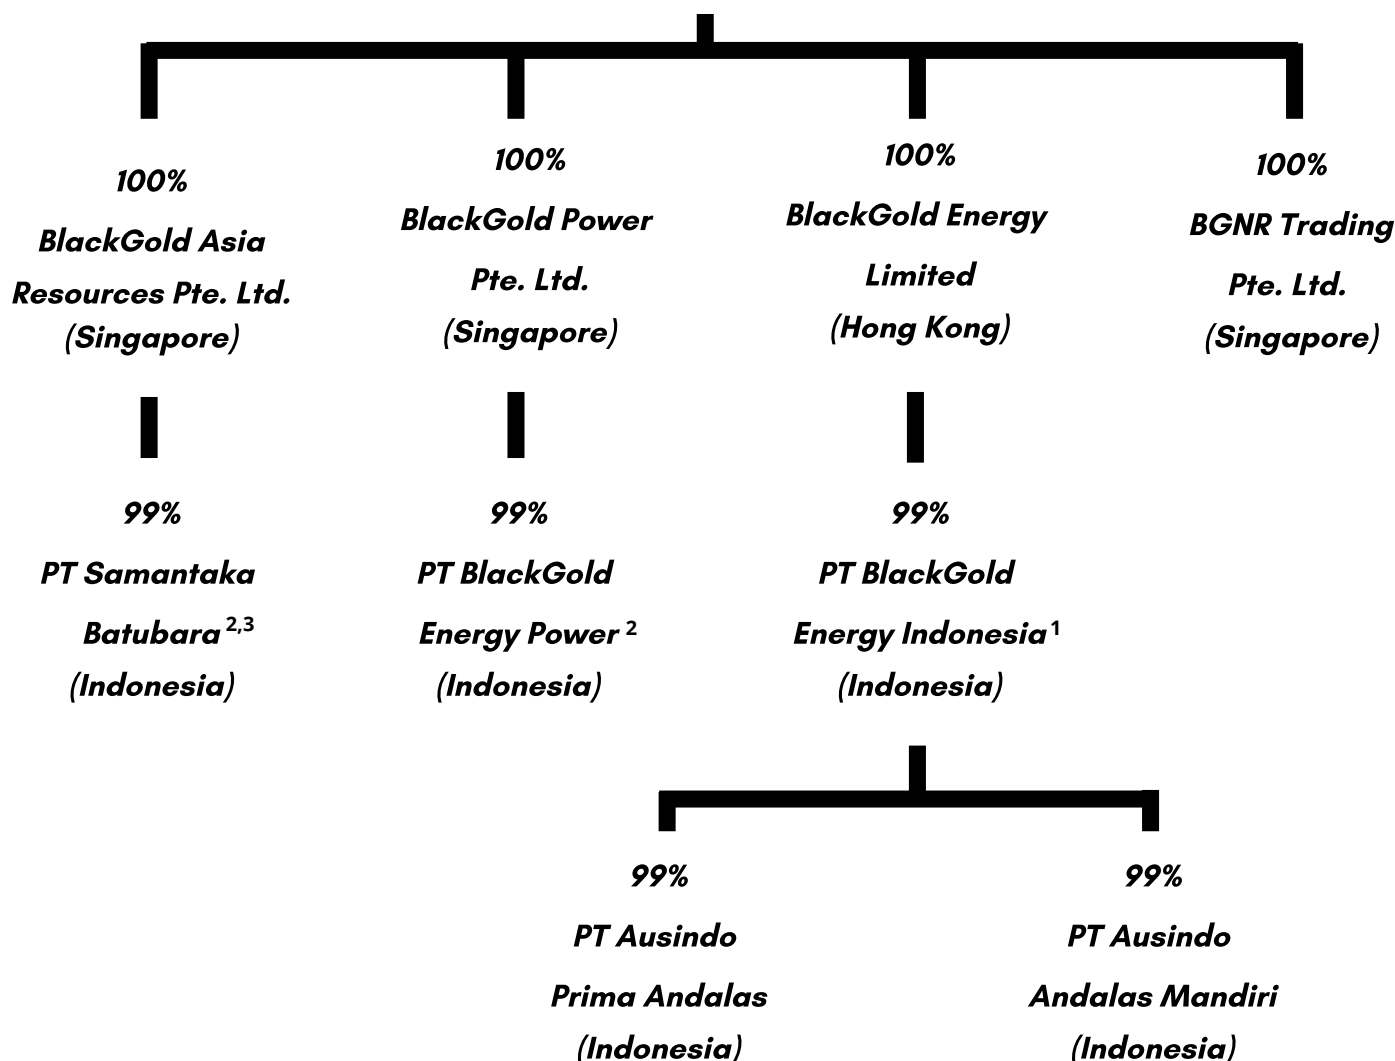 100%
BlackGold Asia
Resources Pte. Ltd.
(Singapore)
100%
BlackGold Power
Pte. Ltd.
(Singapore)
100%
BlackGold Energy
Limited
(Hong Kong)
100%
BGNR Trading
Pte. Ltd.
(Singapore)
99%
PT Samantaka
Batubara 2,3
(Indonesia)
99%
PT BlackGold
Energy Power 2
(Indonesia)
99%
PT BlackGold
Energy Indonesia 1
(Indonesia)
99%
PT Ausindo
Prima Andalas
(Indonesia)
99%
PT Ausindo
Andalas Mandiri
(Indonesia)